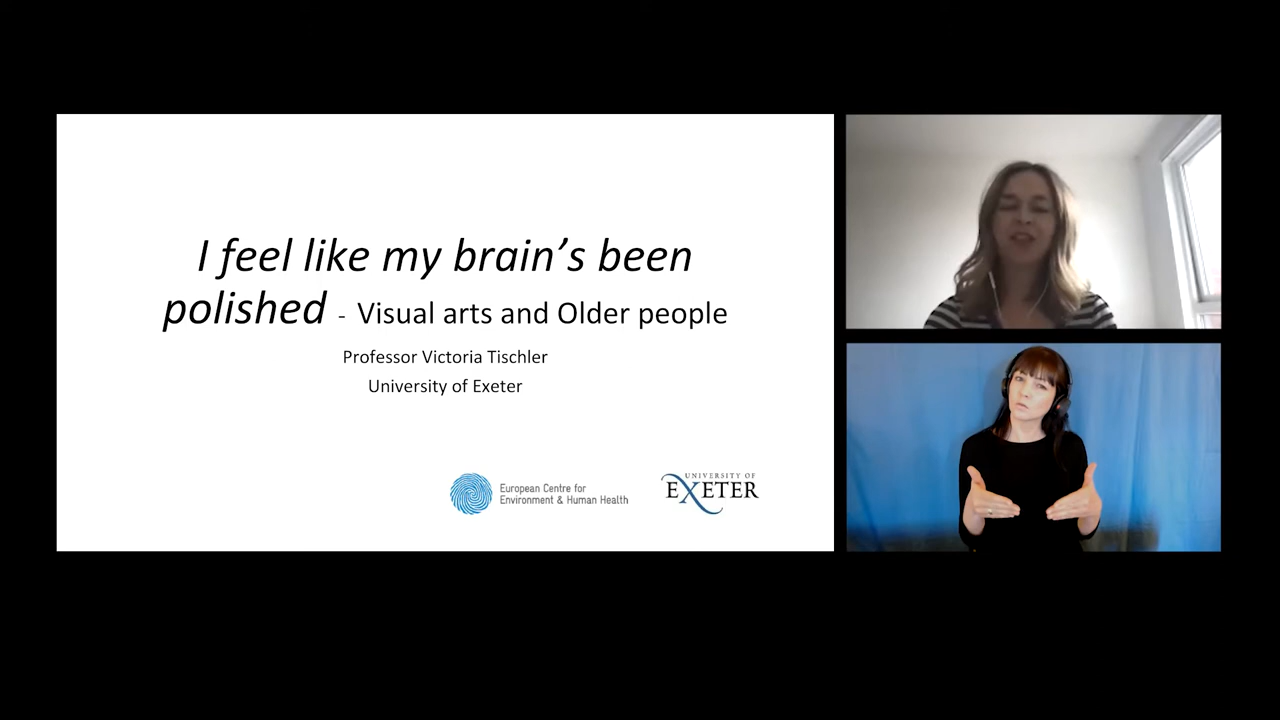 I feel like my brain’s been
polished - Visual arts and Older people
Professor Victoria Tischler
University of Exeter
European Centre for
Environment & Human Health
UNIVERSITY OF
EXETER